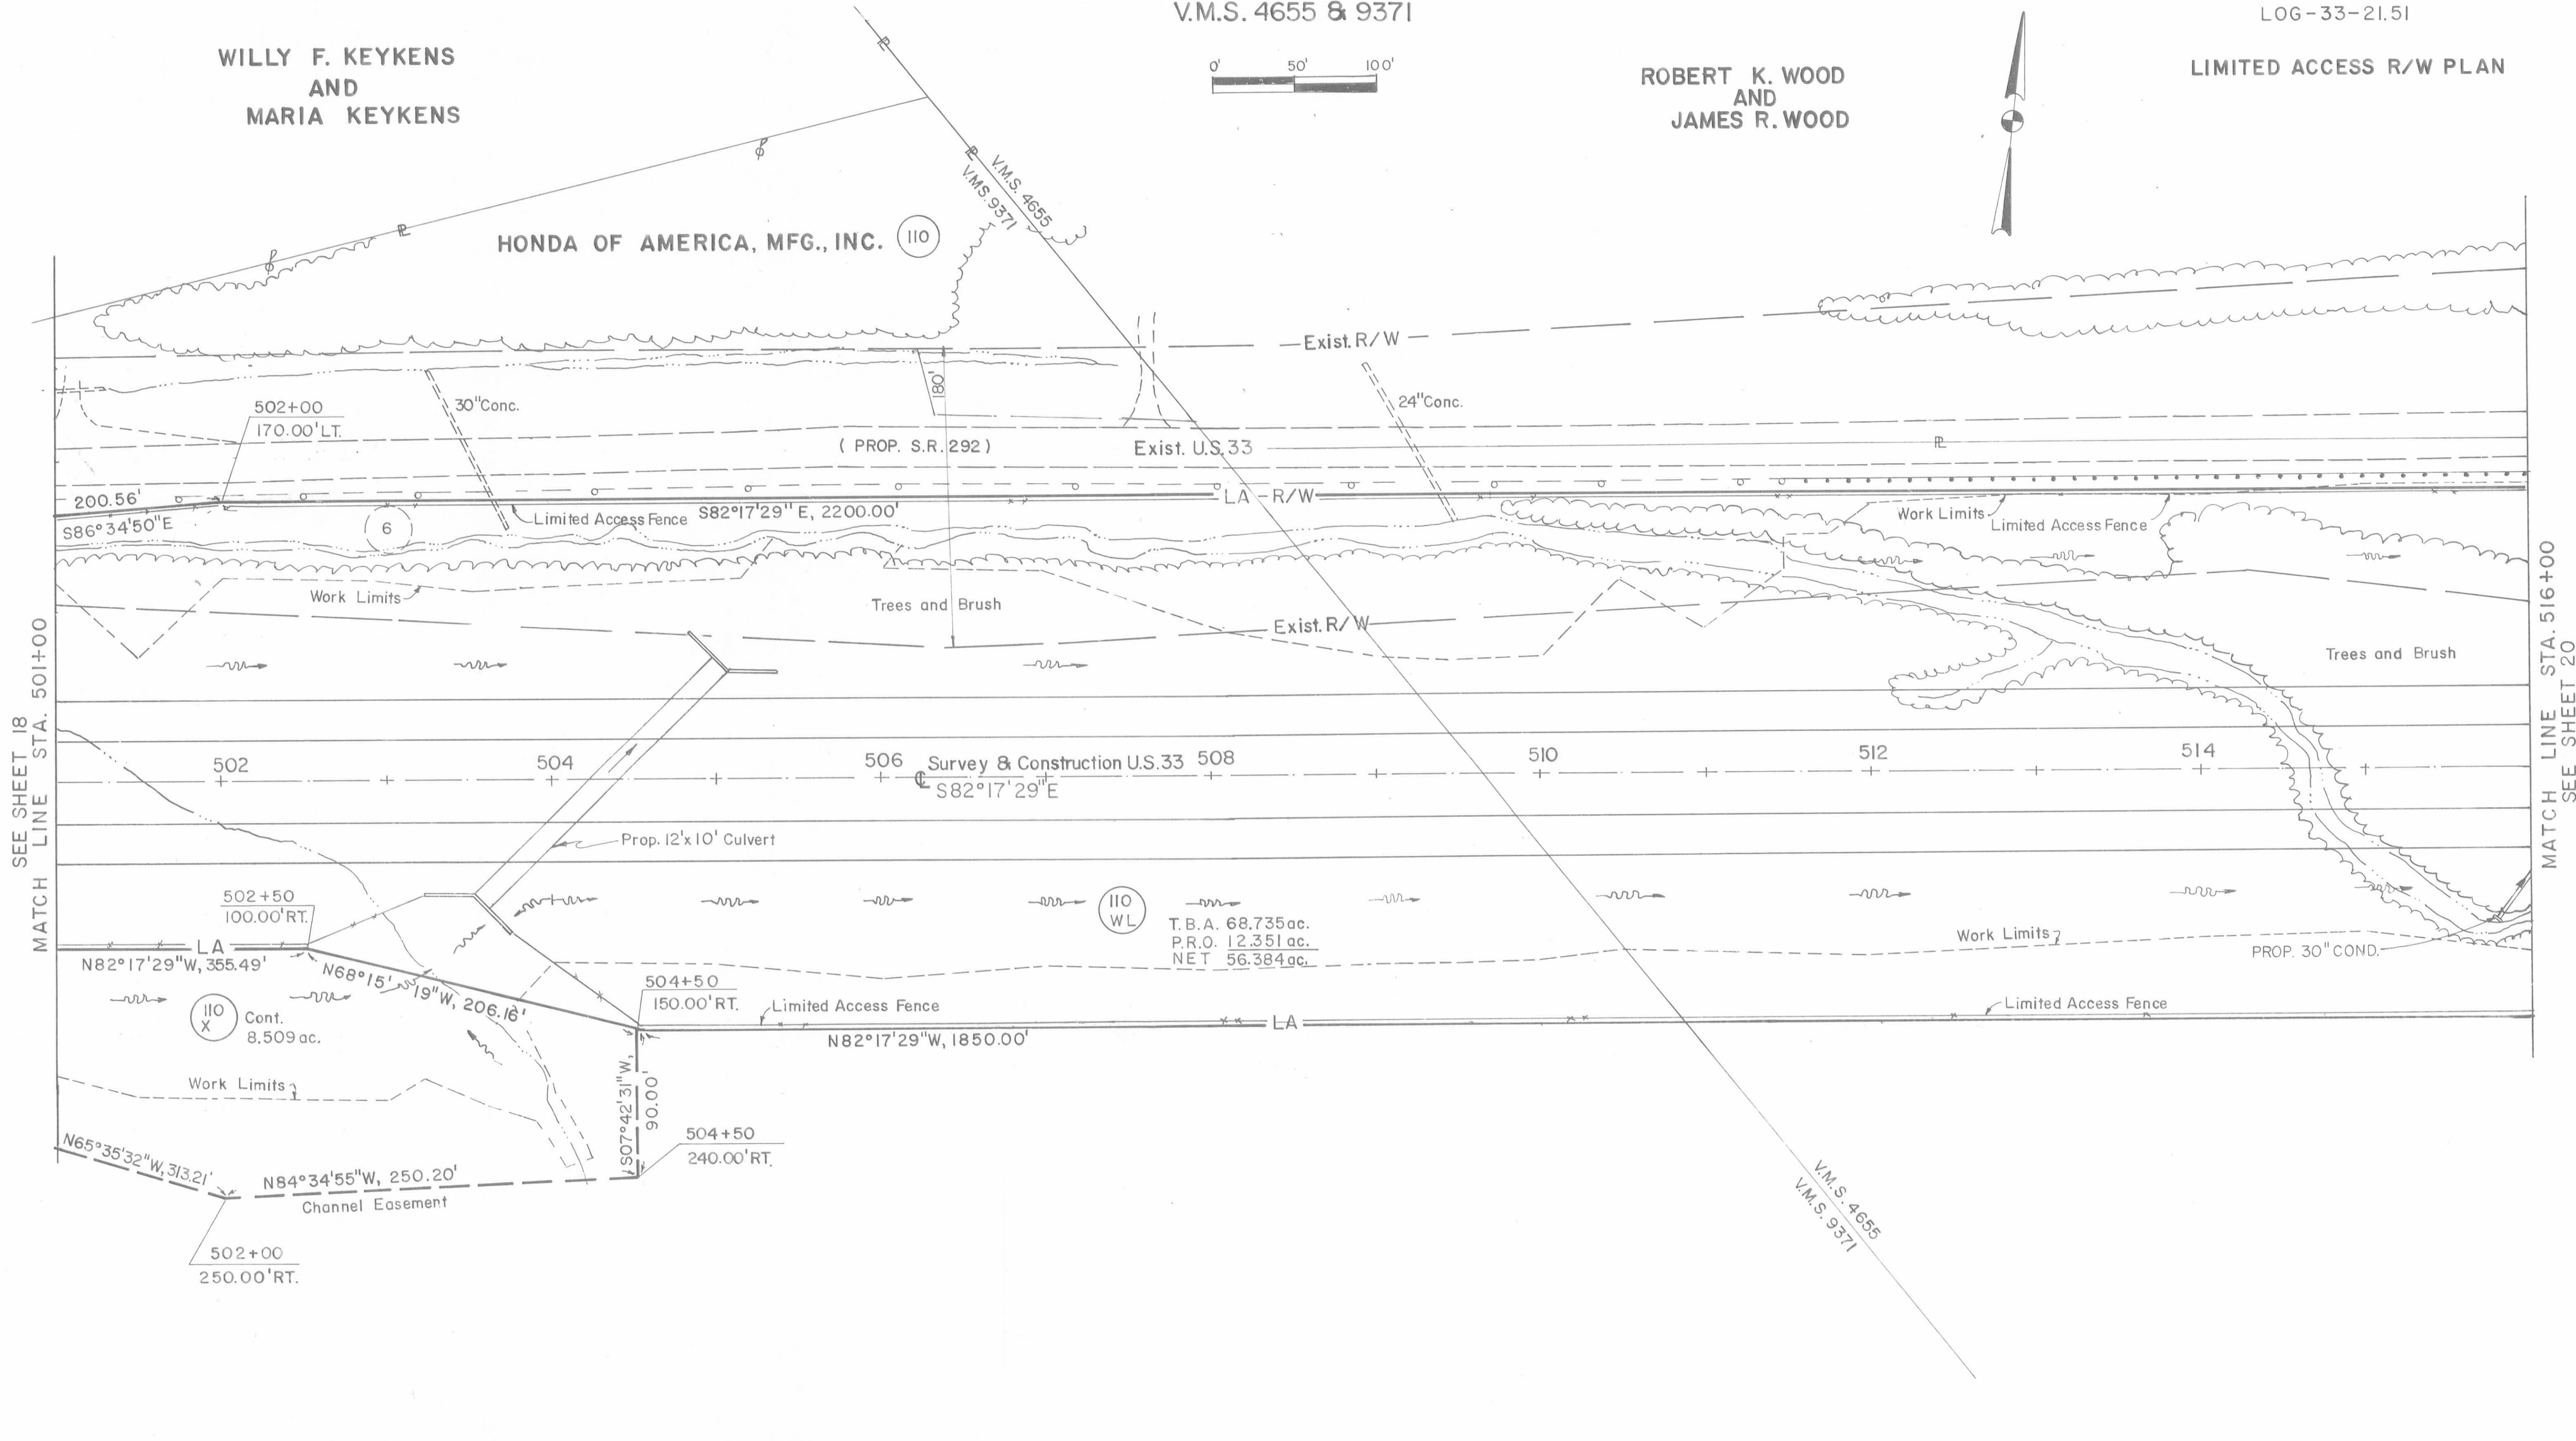 V.M.S. 4655 & 9371
LOG-33-21.51
LIMITED ACCESS R/W PLAN
WILLY F. KEYKENS
AND
MARIA KEYKENS
0' 50' 100'
ROBERT K. WOOD
AND
JAMES R. WOOD
V.M.S. 4655
V.M.S. 9371
HONDA OF AMERICA, MFG., INC. 110
Exist. R/W
180'
30" Conc.
24" Conc.
502+00
170.00' LT.
( PROP. S.R. 292 )
Exist. U.S. 33
200.56'
S86°34'50"E
6
Limited Access Fence
S82°17'29" E, 2200.00'
LA - R/W
Work Limits
Limited Access Fence
Work Limits
Trees and Brush
Exist. R/W
Trees and Brush
SEE SHEET 18
MATCH LINE STA. 501+00
MATCH LINE STA. 516+00
SEE SHEET 20
502
504
506
508
510
512
514
Survey & Construction U.S. 33
S82°17'29"E
Prop. 12'x10' Culvert
502+50
100.00' RT.
LA
N82°17'29"W, 355.49'
N68°15'19"W, 206.16'
110
WL
T.B.A. 68.735 ac.
P.R.O. 12.351 ac.
NET 56.384 ac.
Work Limits
PROP. 30" COND.
504+50
150.00' RT.
Limited Access Fence
LA
Limited Access Fence
N82°17'29"W, 1850.00'
110
X
Cont.
8.509 ac.
Work Limits
S07°42'31"W,
90.00'
504+50
240.00' RT.
N65°35'32"W, 313.21'
N84°34'55"W, 250.20'
Channel Easement
502+00
250.00' RT.
V.M.S. 4655
V.M.S. 9371